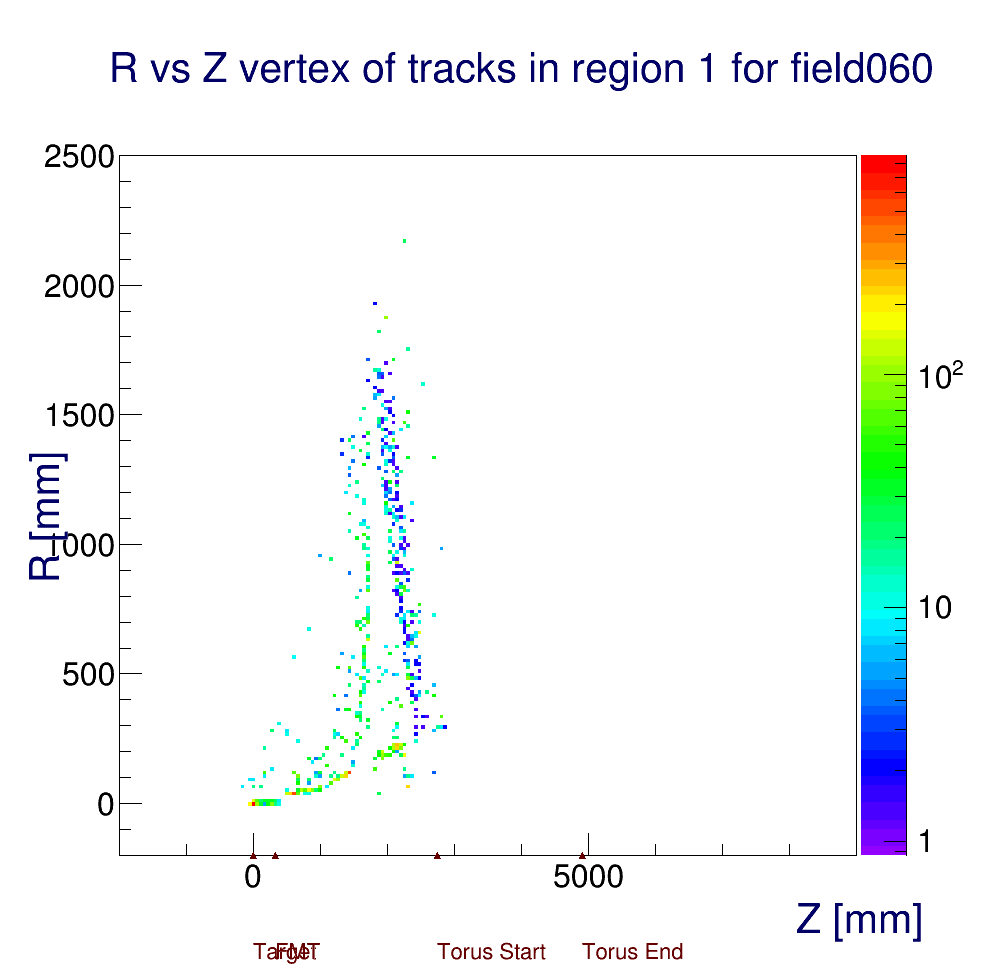 R vs Z vertex of tracks in region 1 for field060
2500
2000
1500
1000
500
0
R [mm]
10²
10
1
0 5000
Z [mm]
Target FMT Torus Start Torus End